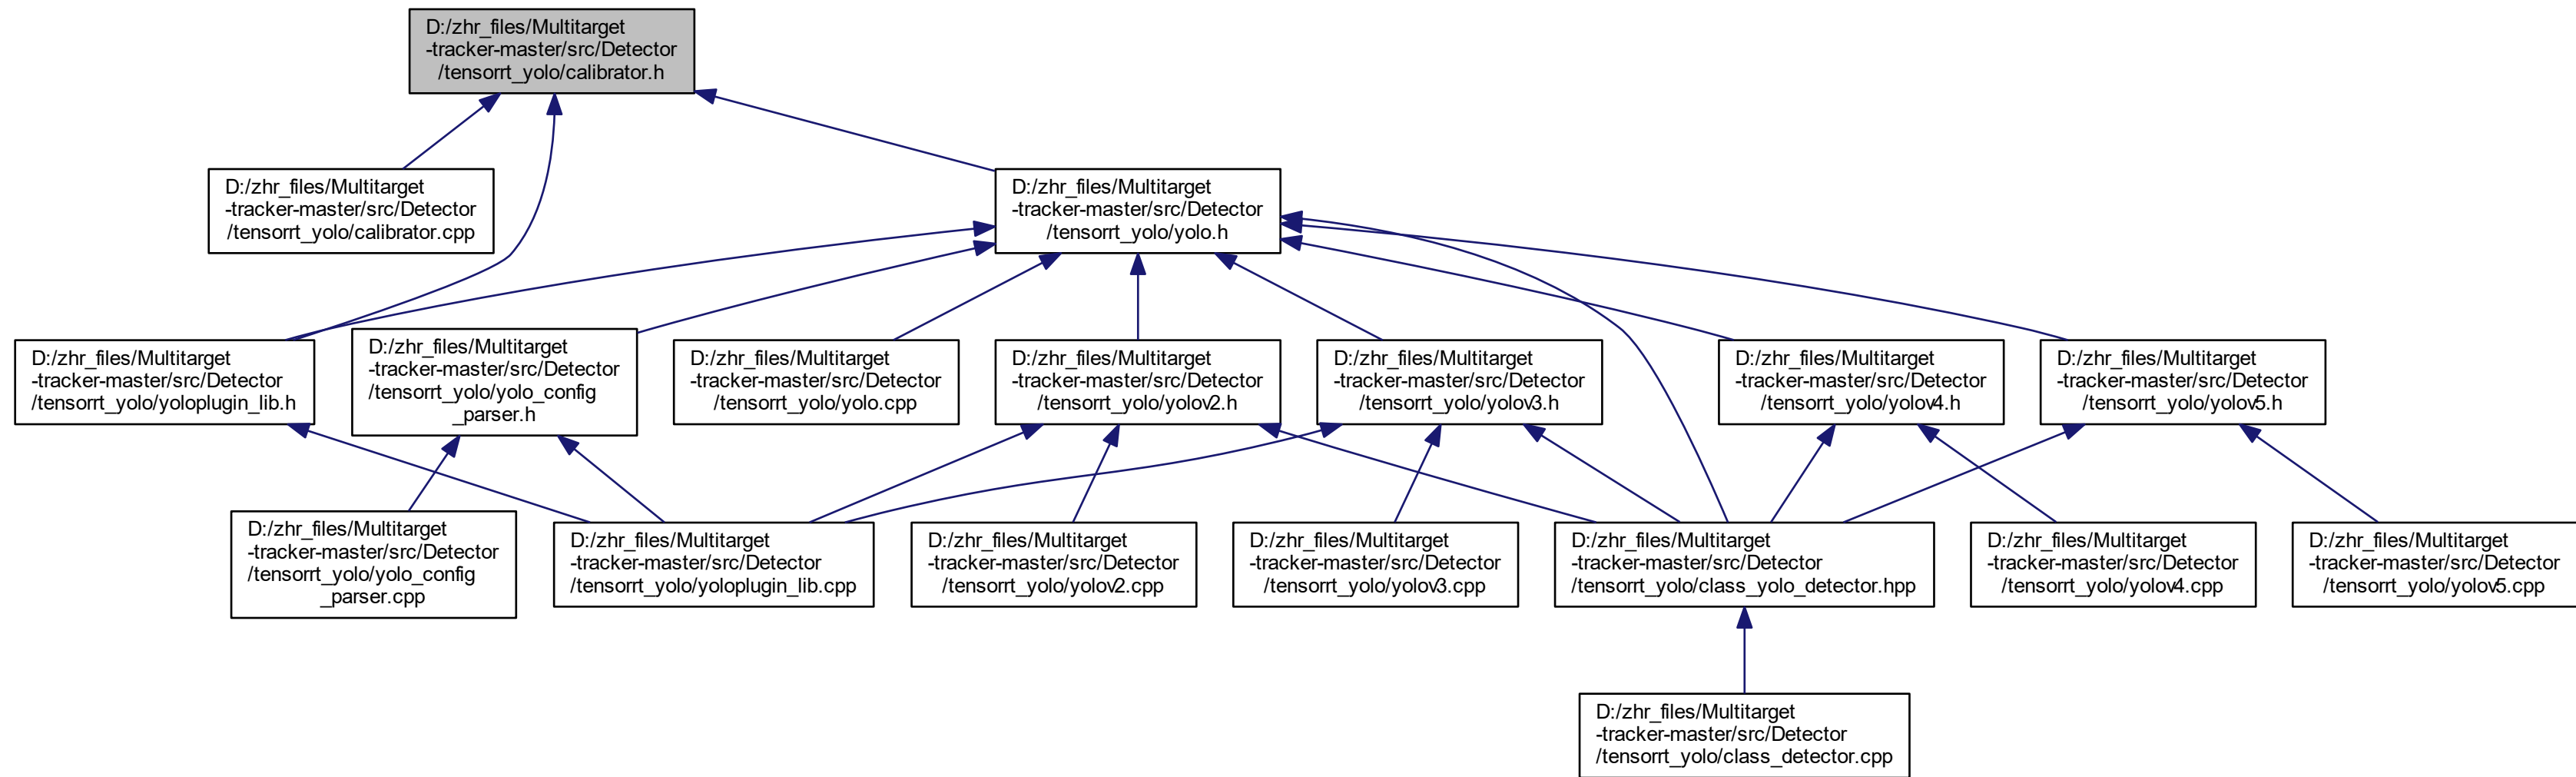 D:/zhr_files/Multitarget
-tracker-master/src/Detector
/tensorrt_yolo/calibrator.h
D:/zhr_files/Multitarget
-tracker-master/src/Detector
/tensorrt_yolo/calibrator.cpp
D:/zhr_files/Multitarget
-tracker-master/src/Detector
/tensorrt_yolo/yolo.h
D:/zhr_files/Multitarget
-tracker-master/src/Detector
/tensorrt_yolo/yoloplugin_lib.h
D:/zhr_files/Multitarget
-tracker-master/src/Detector
/tensorrt_yolo/yolo_config
_parser.h
D:/zhr_files/Multitarget
-tracker-master/src/Detector
/tensorrt_yolo/yolo.cpp
D:/zhr_files/Multitarget
-tracker-master/src/Detector
/tensorrt_yolo/yolov2.h
D:/zhr_files/Multitarget
-tracker-master/src/Detector
/tensorrt_yolo/yolov3.h
D:/zhr_files/Multitarget
-tracker-master/src/Detector
/tensorrt_yolo/yolov4.h
D:/zhr_files/Multitarget
-tracker-master/src/Detector
/tensorrt_yolo/yolov5.h
D:/zhr_files/Multitarget
-tracker-master/src/Detector
/tensorrt_yolo/yolo_config
_parser.cpp
D:/zhr_files/Multitarget
-tracker-master/src/Detector
/tensorrt_yolo/yoloplugin_lib.cpp
D:/zhr_files/Multitarget
-tracker-master/src/Detector
/tensorrt_yolo/yolov2.cpp
D:/zhr_files/Multitarget
-tracker-master/src/Detector
/tensorrt_yolo/yolov3.cpp
D:/zhr_files/Multitarget
-tracker-master/src/Detector
/tensorrt_yolo/class_yolo_detector.hpp
D:/zhr_files/Multitarget
-tracker-master/src/Detector
/tensorrt_yolo/yolov4.cpp
D:/zhr_files/Multitarget
-tracker-master/src/Detector
/tensorrt_yolo/yolov5.cpp
D:/zhr_files/Multitarget
-tracker-master/src/Detector
/tensorrt_yolo/class_detector.cpp